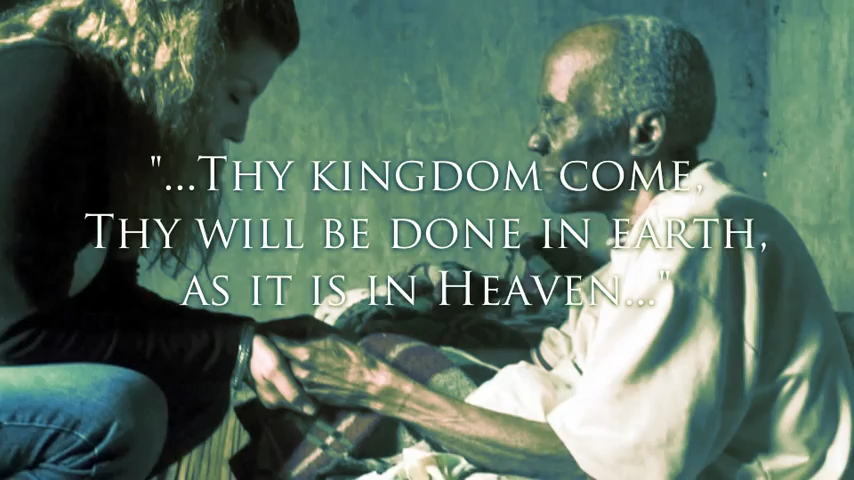 "...Thy kingdom come,
Thy will be done in earth,
as it is in Heaven..."